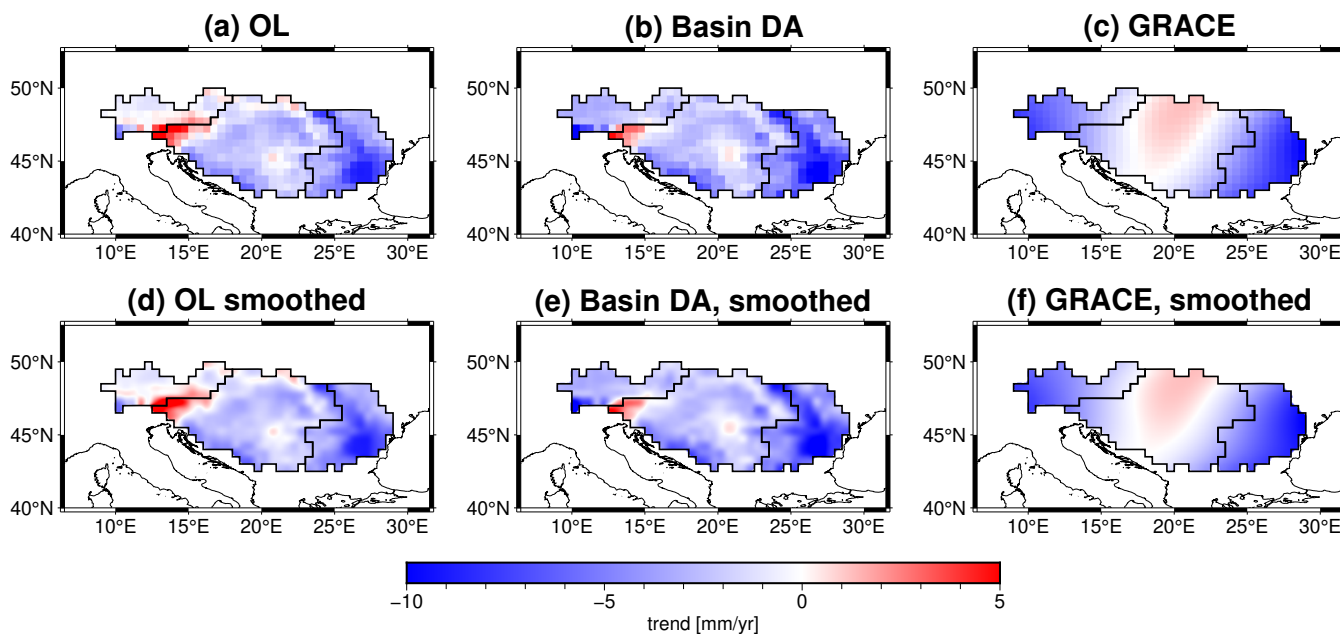 (a) OL
(b) Basin DA
(c) GRACE
50°N
45°N
40°N
10°E 15°E 20°E 25°E 30°E
50°N
45°N
40°N
10°E 15°E 20°E 25°E 30°E
50°N
45°N
40°N
10°E 15°E 20°E 25°E 30°E
(d) OL smoothed
(e) Basin DA, smoothed
(f) GRACE, smoothed
50°N
45°N
40°N
10°E 15°E 20°E 25°E 30°E
50°N
45°N
40°N
10°E 15°E 20°E 25°E 30°E
50°N
45°N
40°N
10°E 15°E 20°E 25°E 30°E
−10 −5 0 5
trend [mm/yr]